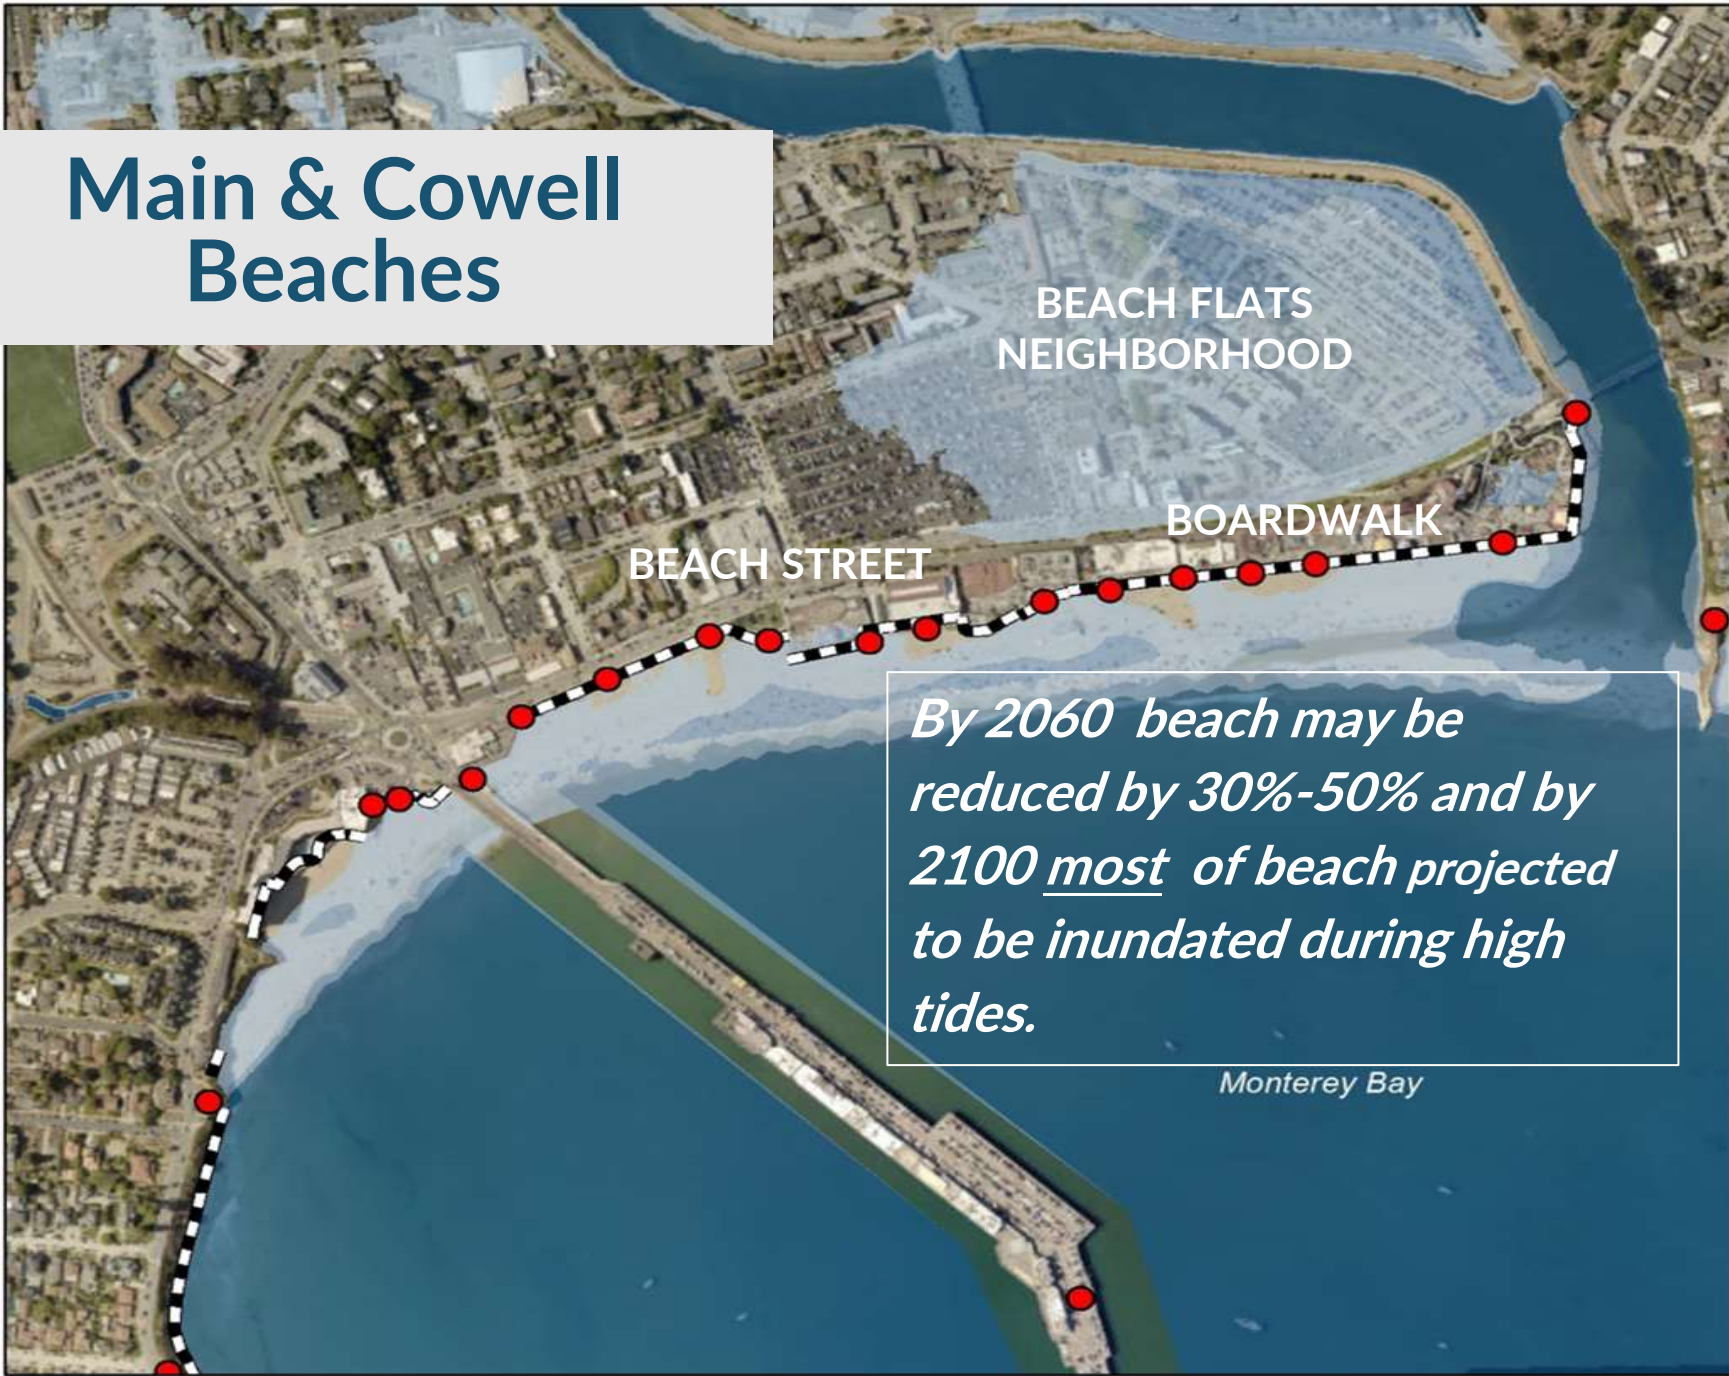 Main & Cowell
Beaches
BEACH FLATS
NEIGHBORHOOD
BOARDWALK
BEACH STREET
By 2060 beach may be
reduced by 30%-50% and by
2100 most of beach projected
to be inundated during high
tides.
Monterey Bay